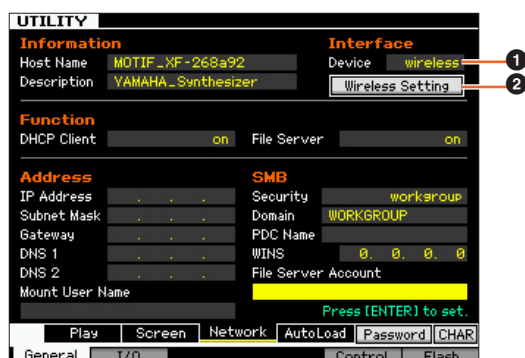 UTILITY
Information
Interface
Host Name MOTIF_XF-268a92
Device wireless
1
Description YAMAHA_Synthesizer
Wireless Setting
2
Function
DHCP Client on
File Server on
Address
SMB
IP Address . . .
Security workgroup
Subnet Mask . . .
Domain WORKGROUP
Gateway . . .
PDC Name
DNS 1 . . .
WINS 0. 0. 0. 0
DNS 2 . . .
File Server Account
Mount User Name
Press [ENTER] to set.
Play Screen Network AutoLoad Password CHAR
General I/O Control Flash